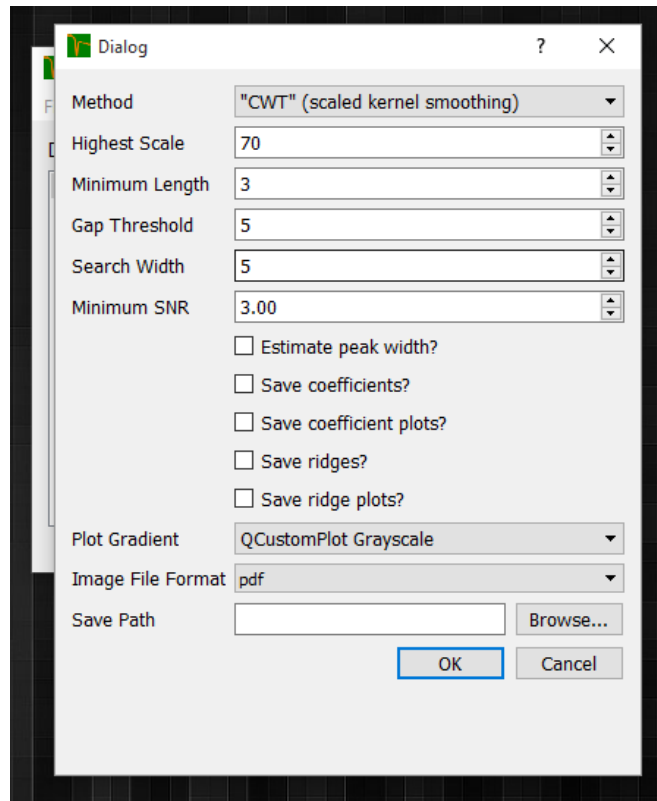 Dialog
?
Method "CWT" (scaled kernel smoothing)
Highest Scale 70
Minimum Length 3
Gap Threshold 5
Search Width 5
Minimum SNR 3.00
Estimate peak width?
Save coefficients?
Save coefficient plots?
Save ridges?
Save ridge plots?
Plot Gradient QCustomPlot Grayscale
Image File Format pdf
Save Path Browse...
OK Cancel